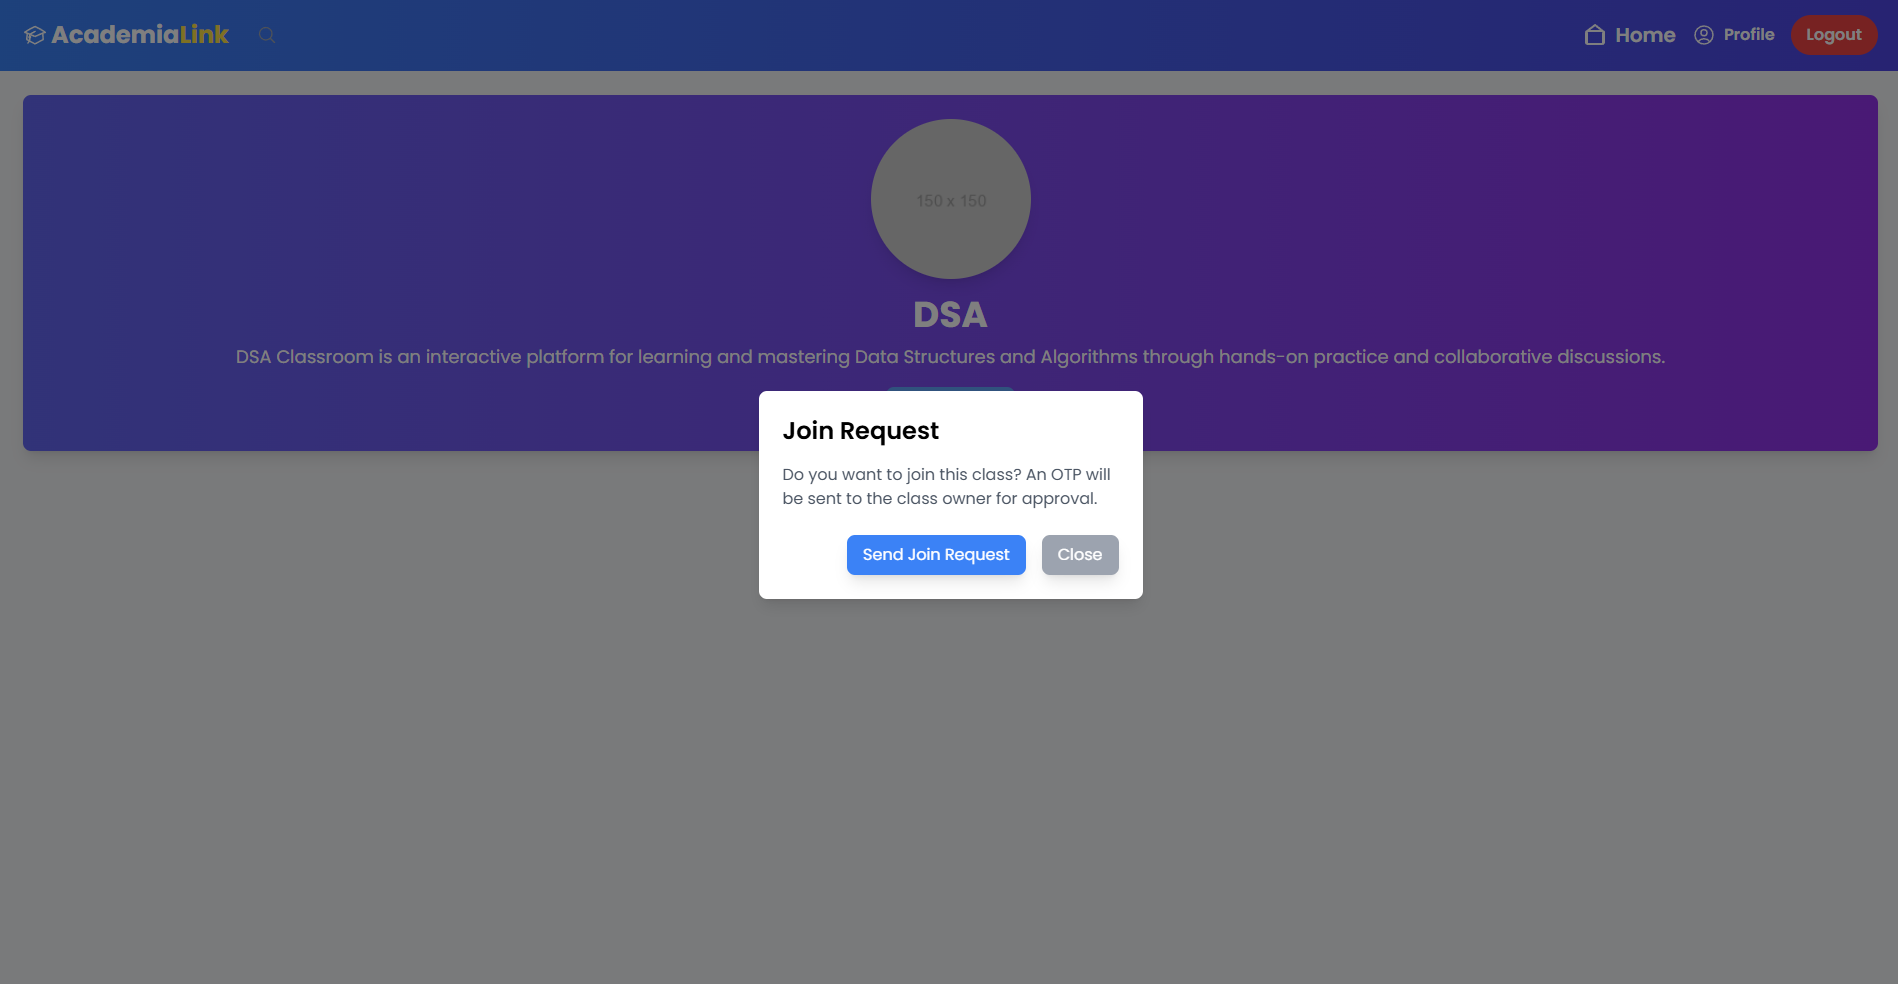 AcademiaLink
Home
Profile
Logout
150 x 150
DSA
DSA Classroom is an interactive platform for learning and mastering Data Structures and Algorithms through hands-on practice and collaborative discussions.
Join Request
Do you want to join this class? An OTP will
be sent to the class owner for approval.
Send Join Request
Close